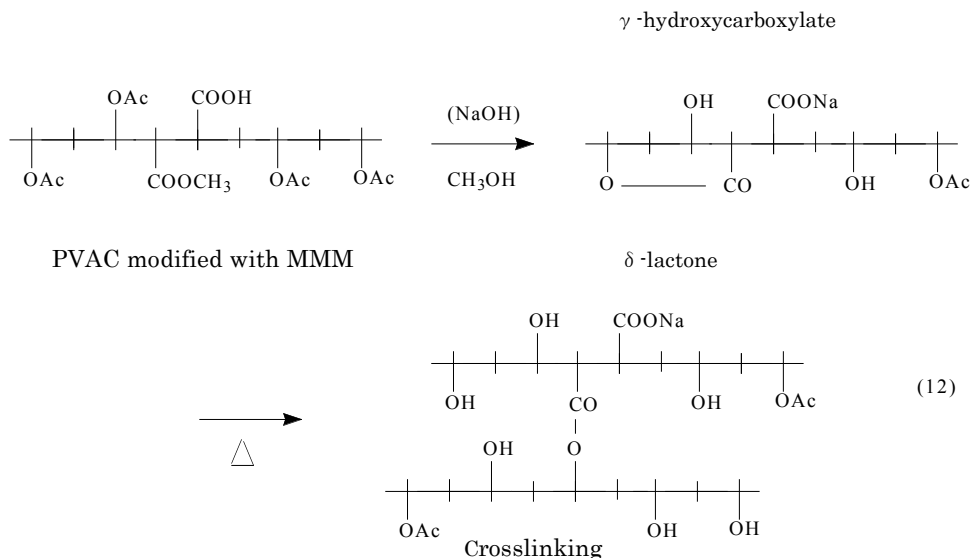 γ -hydroxycarboxylate
OAc COOH
OAc COOCH3 OAc OAc
(NaOH)
CH3OH
OH COONa
O CO OH OAc
PVAC modified with MMM
δ -lactone
OH COONa
OH CO OH OAc
(12)
△
OH O
OAc OH OH
Crosslinking